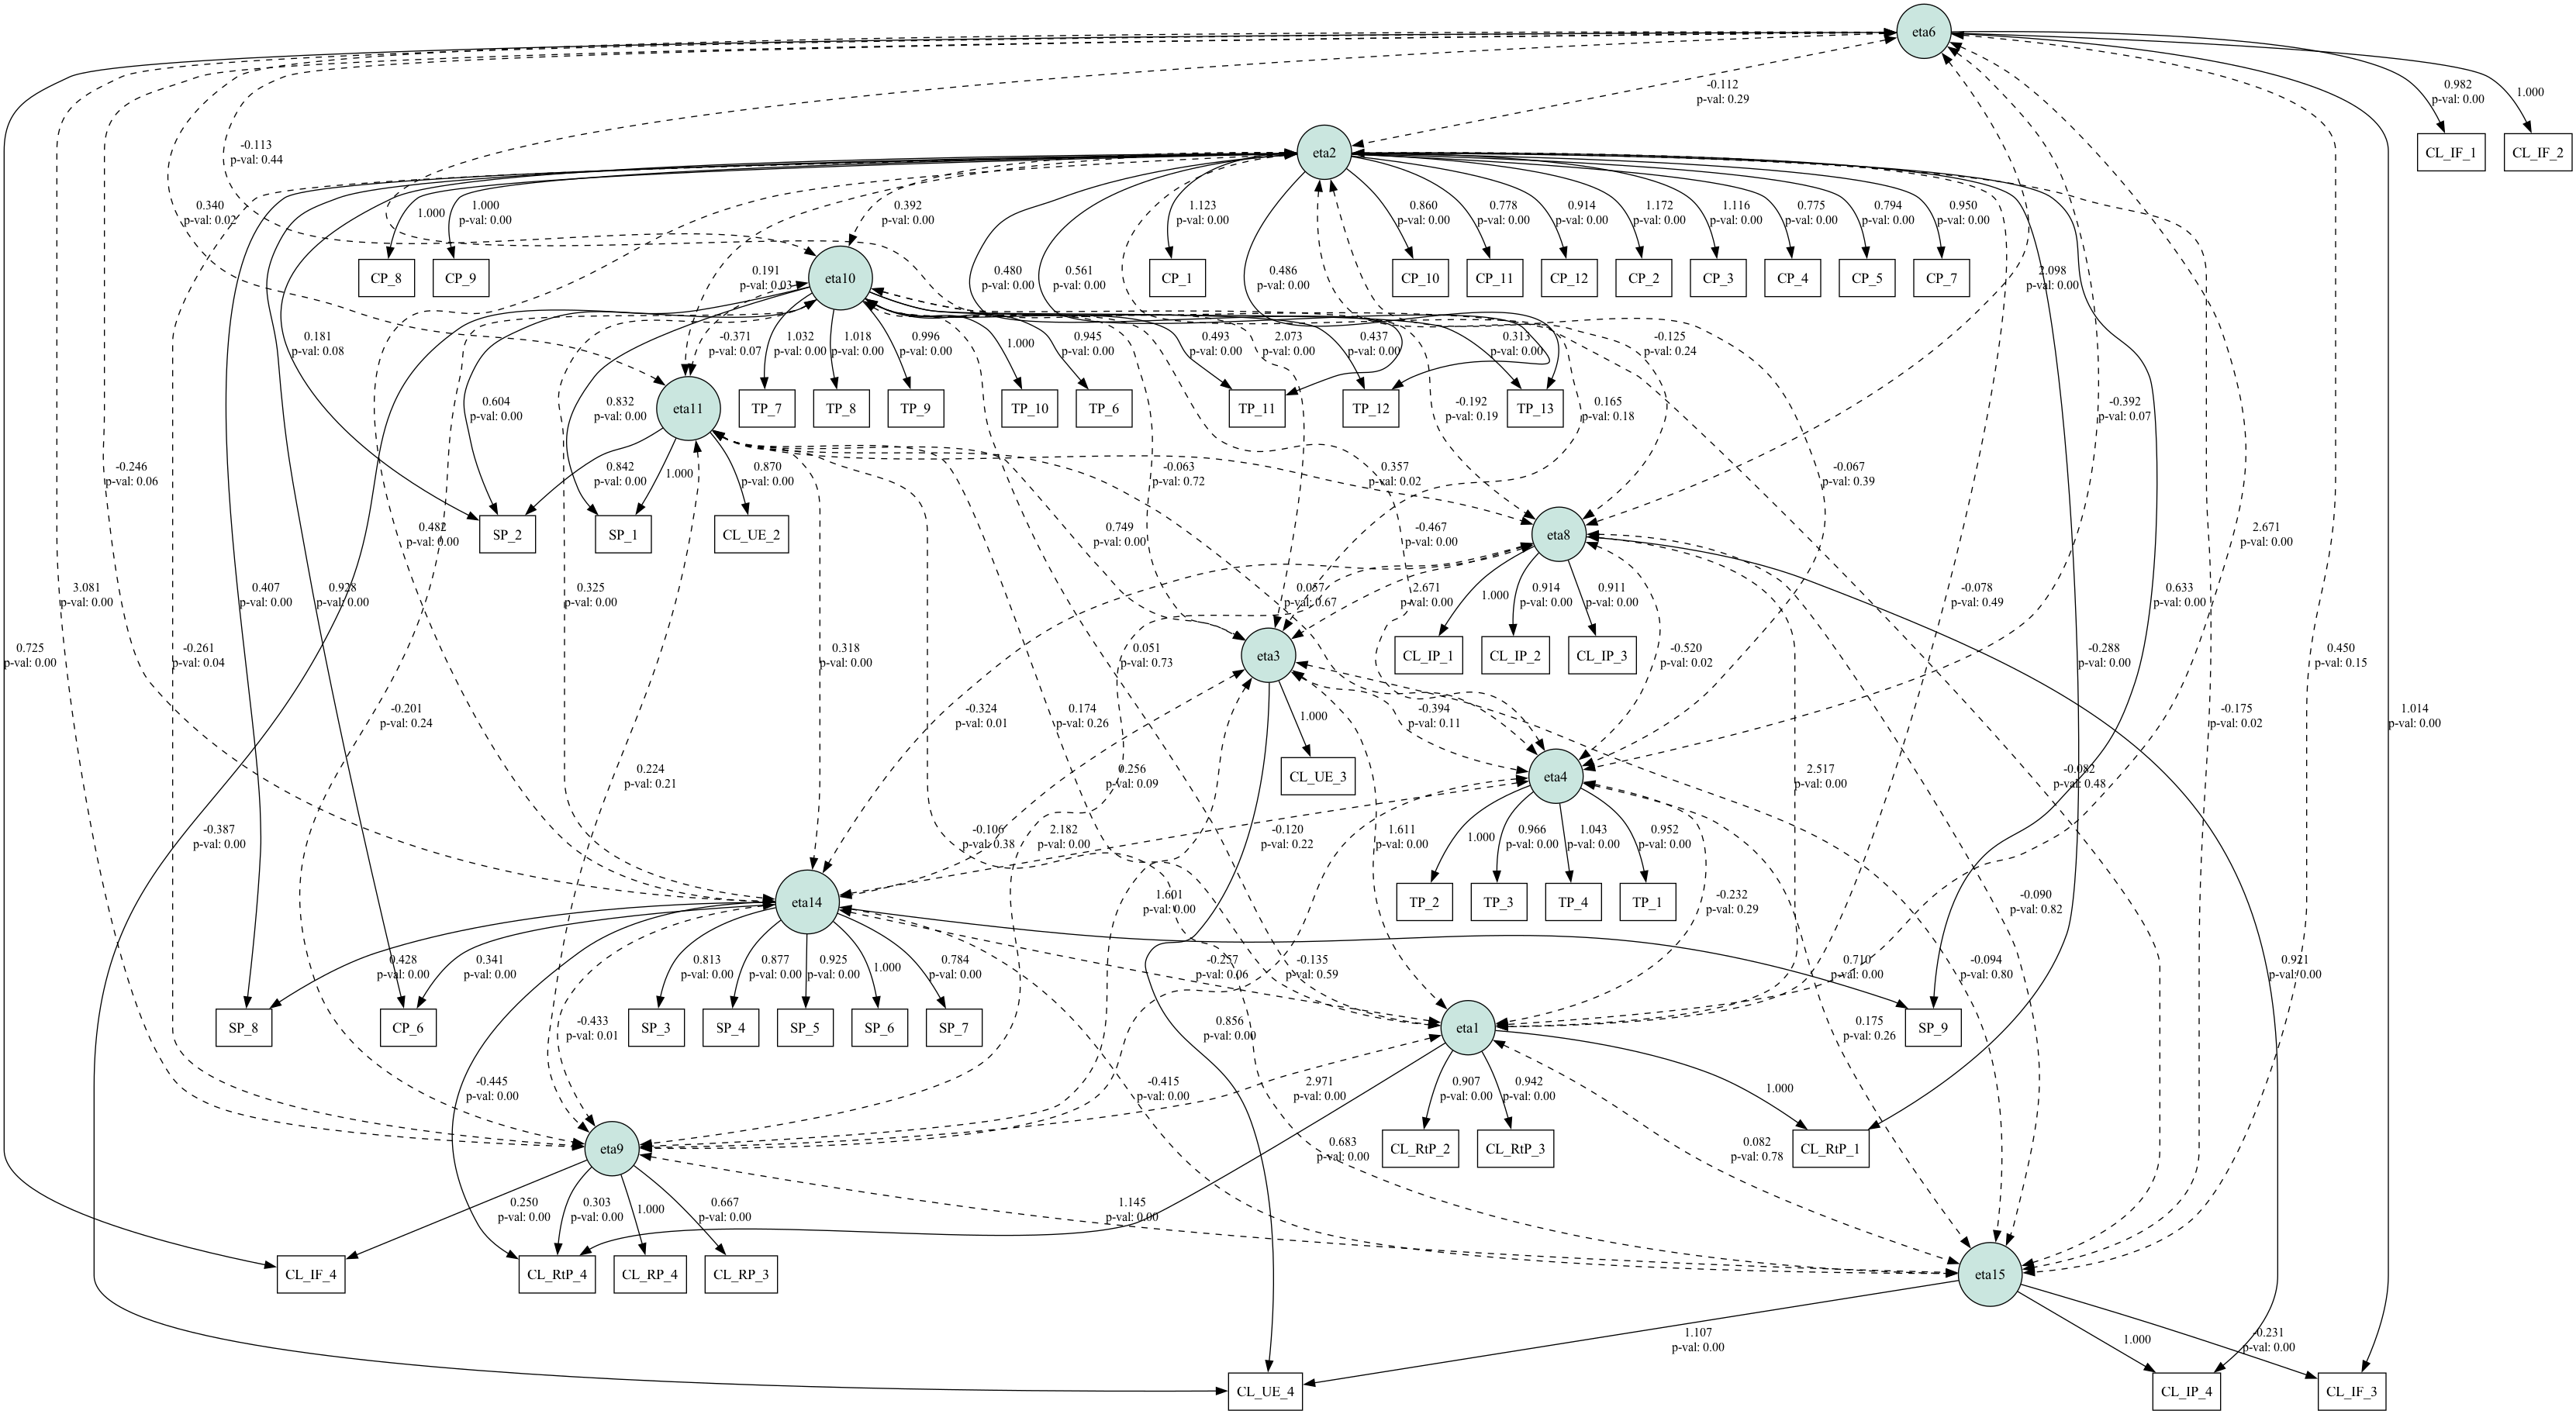 eta6
-0.112
p-val: 0.29
0.982
p-val: 0.00
1.000
eta2
-0.113
p-val: 0.44
CL_IF_1
CL_IF_2
0.340
p-val: 0.02
1.000
1.000
p-val: 0.00
0.392
p-val: 0.00
1.123
p-val: 0.00
0.860
p-val: 0.00
0.778
p-val: 0.00
0.914
p-val: 0.00
1.172
p-val: 0.00
1.116
p-val: 0.00
0.775
p-val: 0.00
0.794
p-val: 0.00
0.950
p-val: 0.00
CP_8
CP_9
0.191
p-val: 0.03
eta10
0.480
p-val: 0.00
0.561
p-val: 0.00
CP_1
0.486
p-val: 0.00
CP_10
CP_11
CP_12
CP_2
CP_3
CP_4
CP_5
CP_7
2.098
p-val: 0.00
0.181
p-val: 0.08
-0.371
p-val: 0.07
1.032
p-val: 0.00
1.018
p-val: 0.00
0.996
p-val: 0.00
1.000
0.945
p-val: 0.00
0.493
p-val: 0.00
2.073
p-val: 0.00
0.437
p-val: 0.00
0.313
p-val: 0.00
-0.125
p-val: 0.24
0.604
p-val: 0.00
0.832
p-val: 0.00
eta11
TP_7
TP_8
TP_9
TP_10
TP_6
TP_11
TP_12
TP_13
-0.192
p-val: 0.19
0.165
p-val: 0.18
-0.392
p-val: 0.07
-0.246
p-val: 0.06
0.842
p-val: 0.00
1.000
0.870
p-val: 0.00
-0.063
p-val: 0.72
0.357
p-val: 0.02
-0.067
p-val: 0.39
0.482
p-val: 0.00
SP_2
SP_1
CL_UE_2
0.749
p-val: 0.00
-0.467
p-val: 0.00
eta8
2.671
p-val: 0.00
3.081
p-val: 0.00
0.407
p-val: 0.00
0.928
p-val: 0.00
0.325
p-val: 0.00
0.057
p-val: 0.67
2.671
p-val: 0.00
1.000
0.914
p-val: 0.00
0.911
p-val: 0.00
-0.078
p-val: 0.49
0.633
p-val: 0.00
0.725
p-val: 0.00
-0.261
p-val: 0.04
0.318
p-val: 0.00
0.051
p-val: 0.73
eta3
CL_IP_1
CL_IP_2
CL_IP_3
-0.520
p-val: 0.02
-0.288
p-val: 0.00
0.450
p-val: 0.15
-0.201
p-val: 0.24
-0.324
p-val: 0.01
0.174
p-val: 0.26
1.000
-0.394
p-val: 0.11
-0.175
p-val: 0.02
1.014
p-val: 0.00
0.224
p-val: 0.21
0.256
p-val: 0.09
CL_UE_3
eta4
2.517
p-val: 0.00
-0.082
p-val: 0.48
-0.387
p-val: 0.00
-0.106
p-val: 0.38
2.182
p-val: 0.00
-0.120
p-val: 0.22
1.611
p-val: 0.00
1.000
0.966
p-val: 0.00
1.043
p-val: 0.00
0.952
p-val: 0.00
eta14
1.601
p-val: 0.00
TP_2
TP_3
TP_4
TP_1
-0.232
p-val: 0.29
-0.090
p-val: 0.82
0.428
p-val: 0.00
0.341
p-val: 0.00
0.813
p-val: 0.00
0.877
p-val: 0.00
0.925
p-val: 0.00
1.000
0.784
p-val: 0.00
-0.257
p-val: 0.06
-0.135
p-val: 0.59
0.710
p-val: 0.00
-0.094
p-val: 0.80
0.921
p-val: 0.00
SP_8
CP_6
-0.433
p-val: 0.01
SP_3
SP_4
SP_5
SP_6
SP_7
0.856
p-val: 0.00
eta1
0.175
p-val: 0.26
SP_9
-0.445
p-val: 0.00
-0.415
p-val: 0.00
2.971
p-val: 0.00
0.907
p-val: 0.00
0.942
p-val: 0.00
1.000
eta9
0.683
p-val: 0.00
CL_RtP_2
CL_RtP_3
0.082
p-val: 0.78
CL_RtP_1
0.250
p-val: 0.00
0.303
p-val: 0.00
1.000
0.667
p-val: 0.00
1.145
p-val: 0.00
CL_IF_4
CL_RtP_4
CL_RP_4
CL_RP_3
eta15
1.107
p-val: 0.00
1.000
-0.231
p-val: 0.00
CL_UE_4
CL_IP_4
CL_IF_3